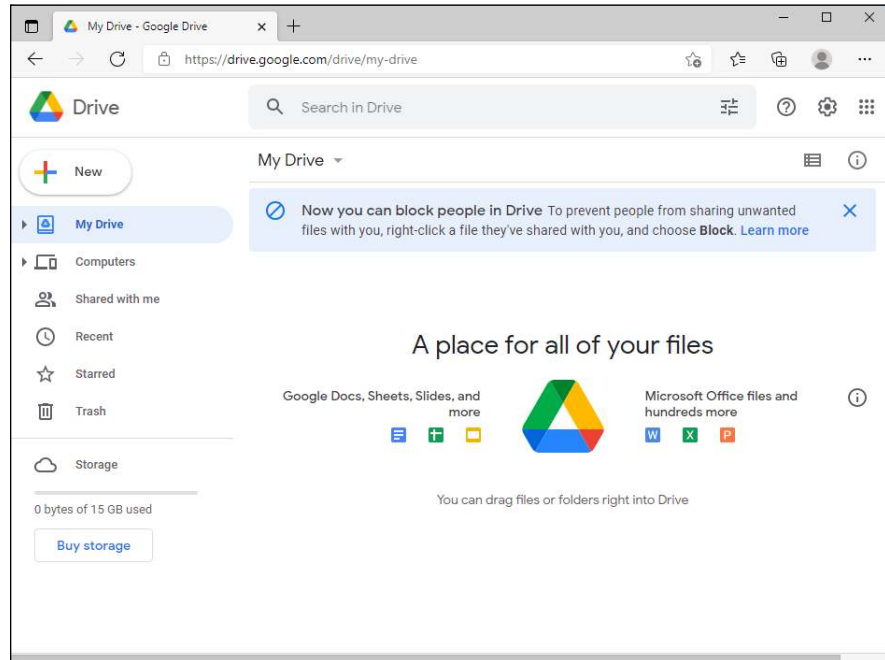 My Drive - Google Drive
https://drive.google.com/drive/my-drive
Drive
Search in Drive
New
My Drive
Now you can block people in Drive To prevent people from sharing unwanted
files with you, right-click a file they've shared with you, and choose Block. Learn more
My Drive
Computers
Shared with me
Recent
Starred
Trash
Storage
0 bytes of 15 GB used
Buy storage
A place for all of your files
Google Docs, Sheets, Slides, and
more
Microsoft Office files and
hundreds more
W X P
You can drag files or folders right into Drive